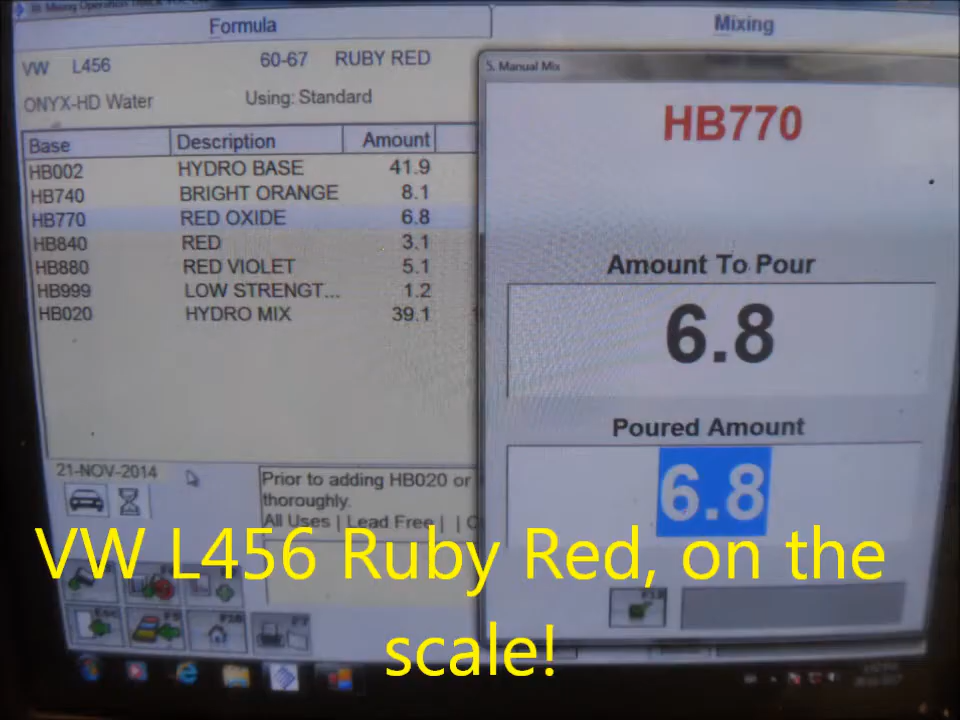 Mixing Operation
Formula
Mixing
VW L456 60-67 RUBY RED
ONYX-HD Water Using: Standard
Base Description Amount
HB002 HYDRO BASE 41.9
HB740 BRIGHT ORANGE 8.1
HB770 RED OXIDE 6.8
HB840 RED 3.1
HB880 RED VIOLET 5.1
HB999 LOW STRENGT... 1.2
HB020 HYDRO MIX 39.1
21-NOV-2014
Prior to adding HB020 or
thoroughly.
All Uses | Lead Free | |
5. Manual Mix
HB770
Amount To Pour
6.8
Poured Amount
6.8
VW L456 Ruby Red, on the
scale!